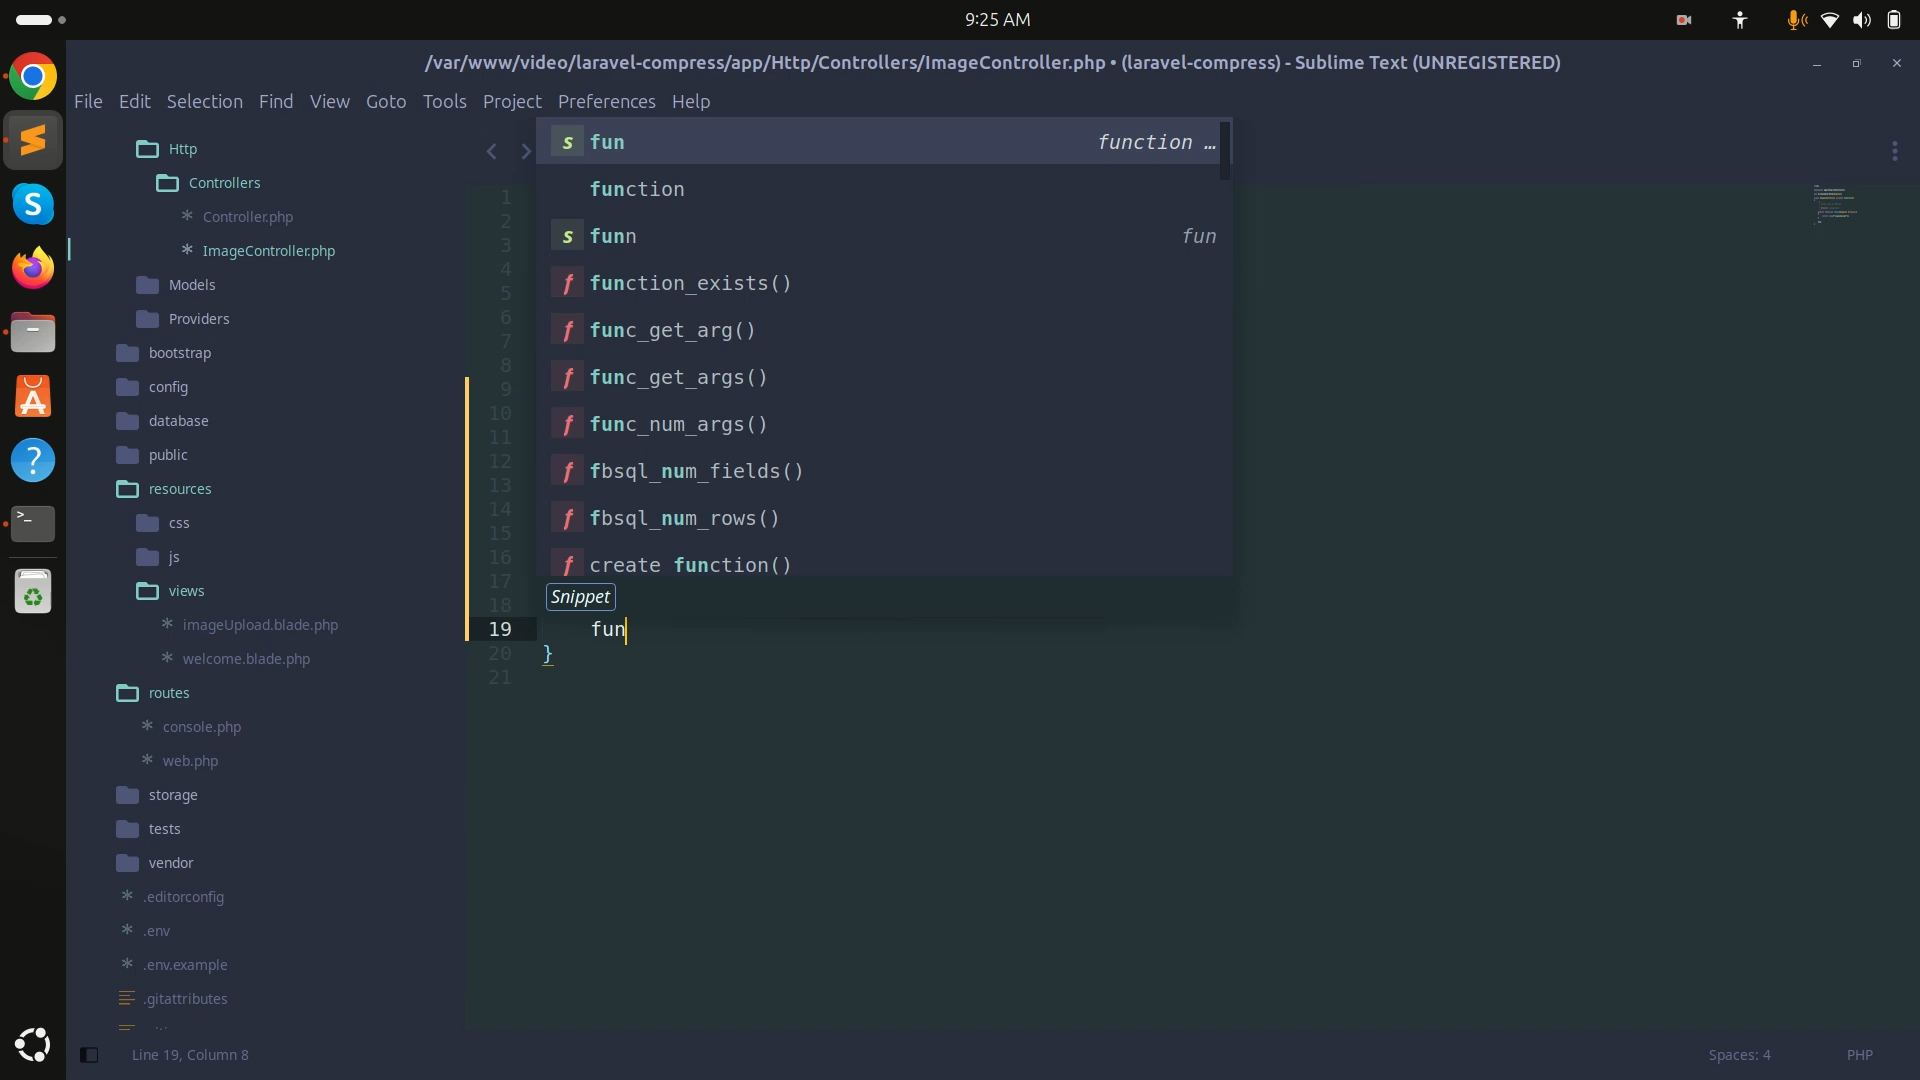 9:25 AM
/var/www/video/laravel-compress/app/Http/Controllers/ImageController.php • (laravel-compress) - Sublime Text (UNREGISTERED)
File Edit Selection Find View Goto Tools Project Preferences Help
Http
Controllers
Controller.php
ImageController.php
Models
Providers
bootstrap
config
database
public
resources
css
js
views
imageUpload.blade.php
welcome.blade.php
routes
console.php
web.php
storage
tests
vendor
.editorconfig
.env
.env.example
.gitattributes
s fun function …
function
s funn fun
f function_exists()
f func_get_arg()
f func_get_args()
f func_num_args()
f fbsql_num_fields()
f fbsql_num_rows()
f create function()
Snippet
1
2
3
4
5
6
7
8
9
10
11
12
13
14
15
16
17
18
19 fun
20 }
21
Line 19, Column 8
Spaces: 4
PHP